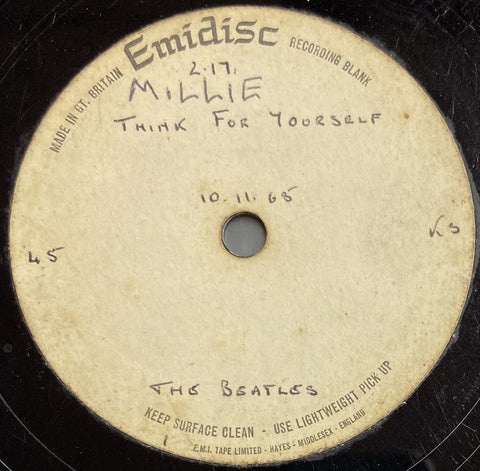 Emidisc
MADE IN GT. BRITAIN
RECORDING BLANK
2.17.
MILLIE
THINK FOR YOURSELF
10.11.65
45
KS
THE BEATLES
KEEP SURFACE CLEAN - USE LIGHTWEIGHT PICK UP
E.M.I. TAPE LIMITED - HAYES - MIDDLESEX - ENGLAND